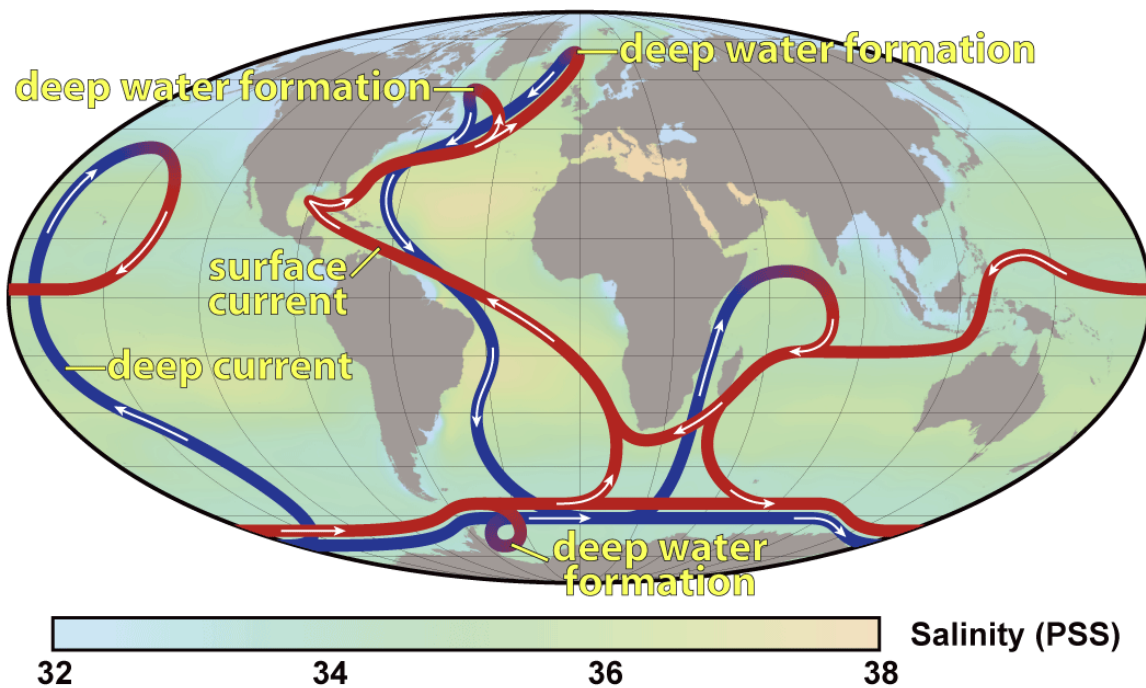 deep water formation
deep water formation
surface
current
deep current
deep water
formation
Salinity (PSS)
32
34
36
38